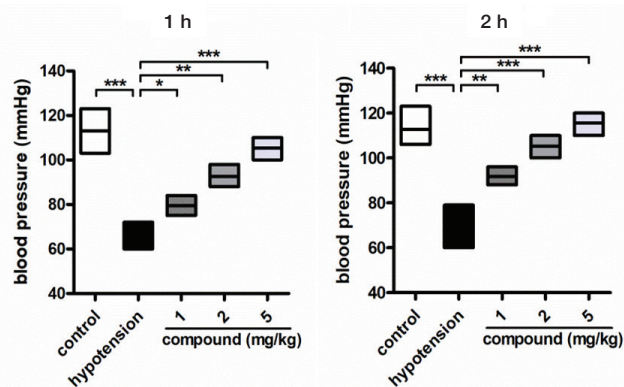 1 h
***
**
***
*
blood pressure (mmHg)
140
120
100
80
60
40
control
hypotension
1
2
5
compound (mg/kg)
2 h
***
***
***
**
blood pressure (mmHg)
140
120
100
80
60
40
control
hypotension
1
2
5
compound (mg/kg)